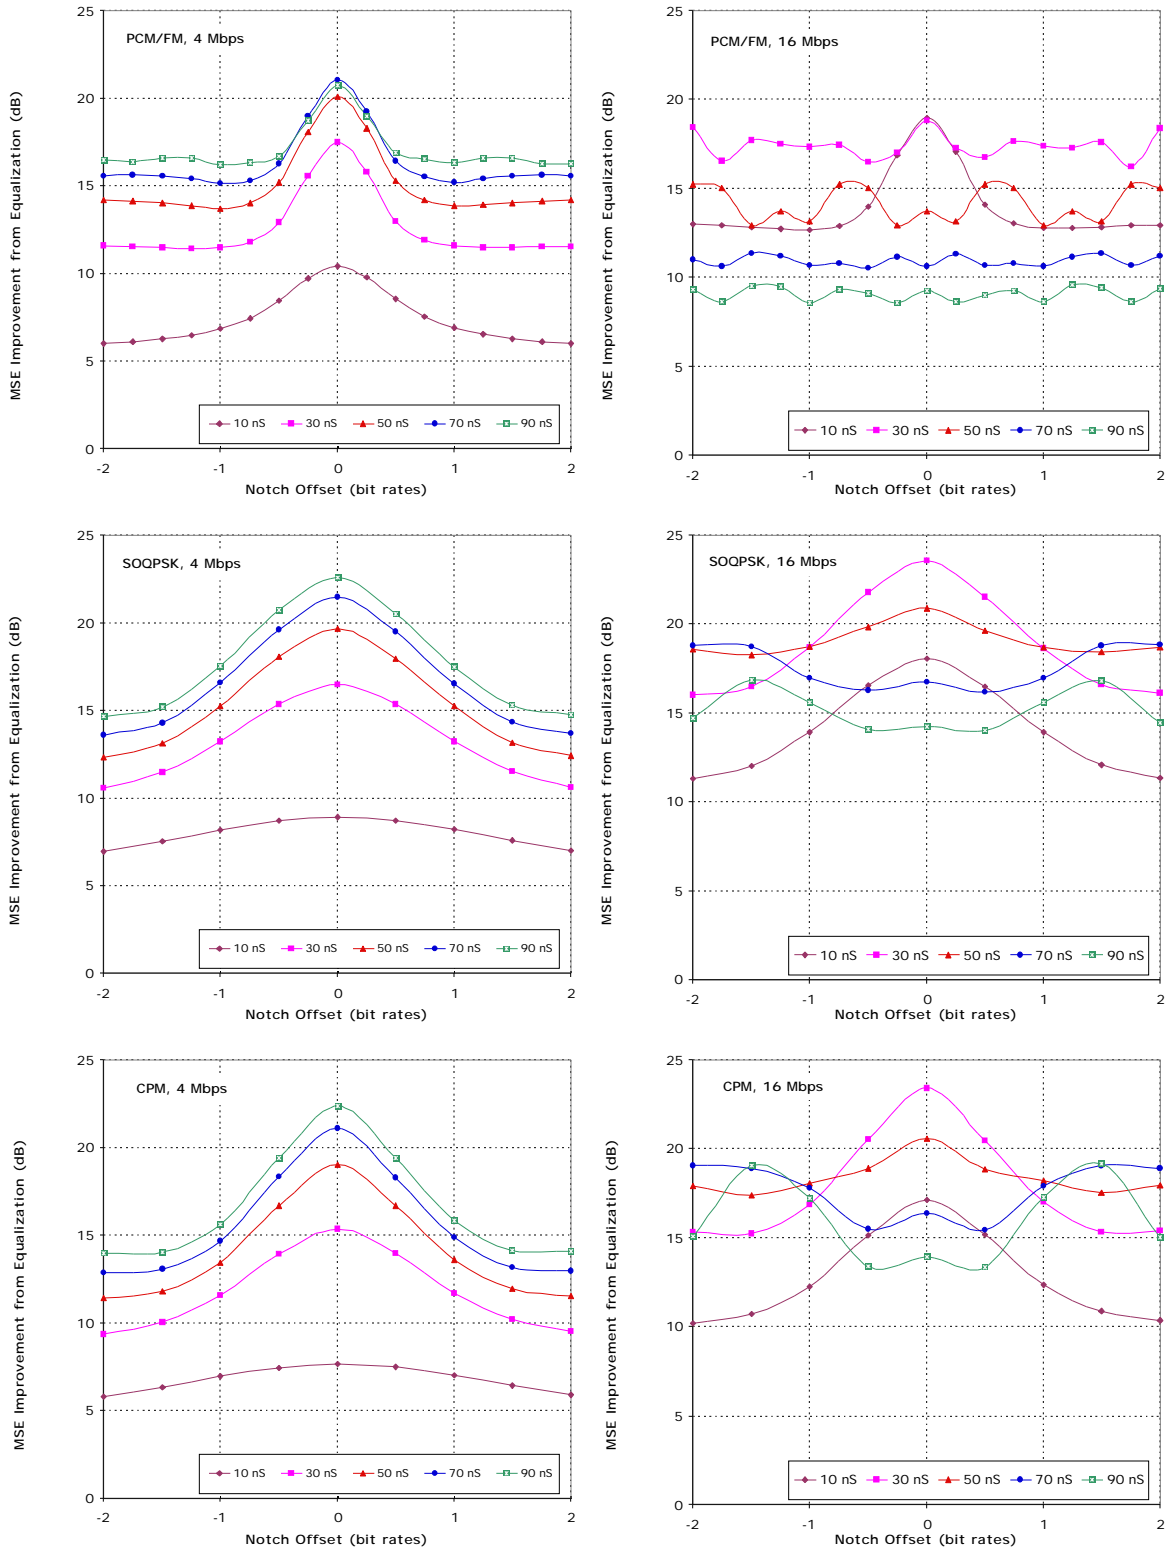 PCM/FM, 4 Mbps
MSE Improvement from Equalization (dB)
25
20
15
10
5
0
10 nS 30 nS 50 nS 70 nS 90 nS
-2 -1 0 1 2
Notch Offset (bit rates)
PCM/FM, 16 Mbps
MSE Improvement from Equalization (dB)
25
20
15
10
5
0
10 nS 30 nS 50 nS 70 nS 90 nS
-2 -1 0 1 2
Notch Offset (bit rates)
SOQPSK, 4 Mbps
MSE Improvement from Equalization (dB)
25
20
15
10
5
0
10 nS 30 nS 50 nS 70 nS 90 nS
-2 -1 0 1 2
Notch Offset (bit rates)
SOQPSK, 16 Mbps
MSE Improvement from Equalization (dB)
25
20
15
10
5
0
10 nS 30 nS 50 nS 70 nS 90 nS
-2 -1 0 1 2
Notch Offset (bit rates)
CPM, 4 Mbps
MSE Improvement from Equalization (dB)
25
20
15
10
5
0
10 nS 30 nS 50 nS 70 nS 90 nS
-2 -1 0 1 2
Notch Offset (bit rates)
CPM, 16 Mbps
MSE Improvement from Equalization (dB)
25
20
15
10
5
0
10 nS 30 nS 50 nS 70 nS 90 nS
-2 -1 0 1 2
Notch Offset (bit rates)